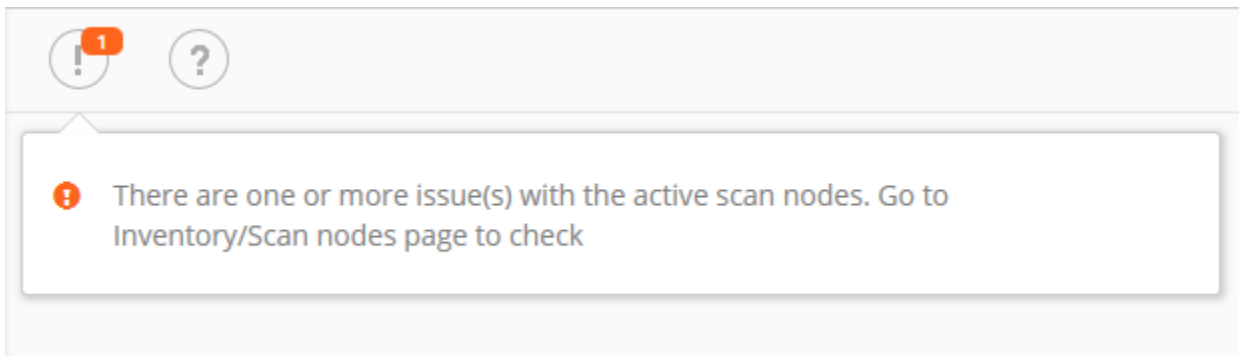 ! 1 ?
There are one or more issue(s) with the active scan nodes. Go to
Inventory/Scan nodes page to check